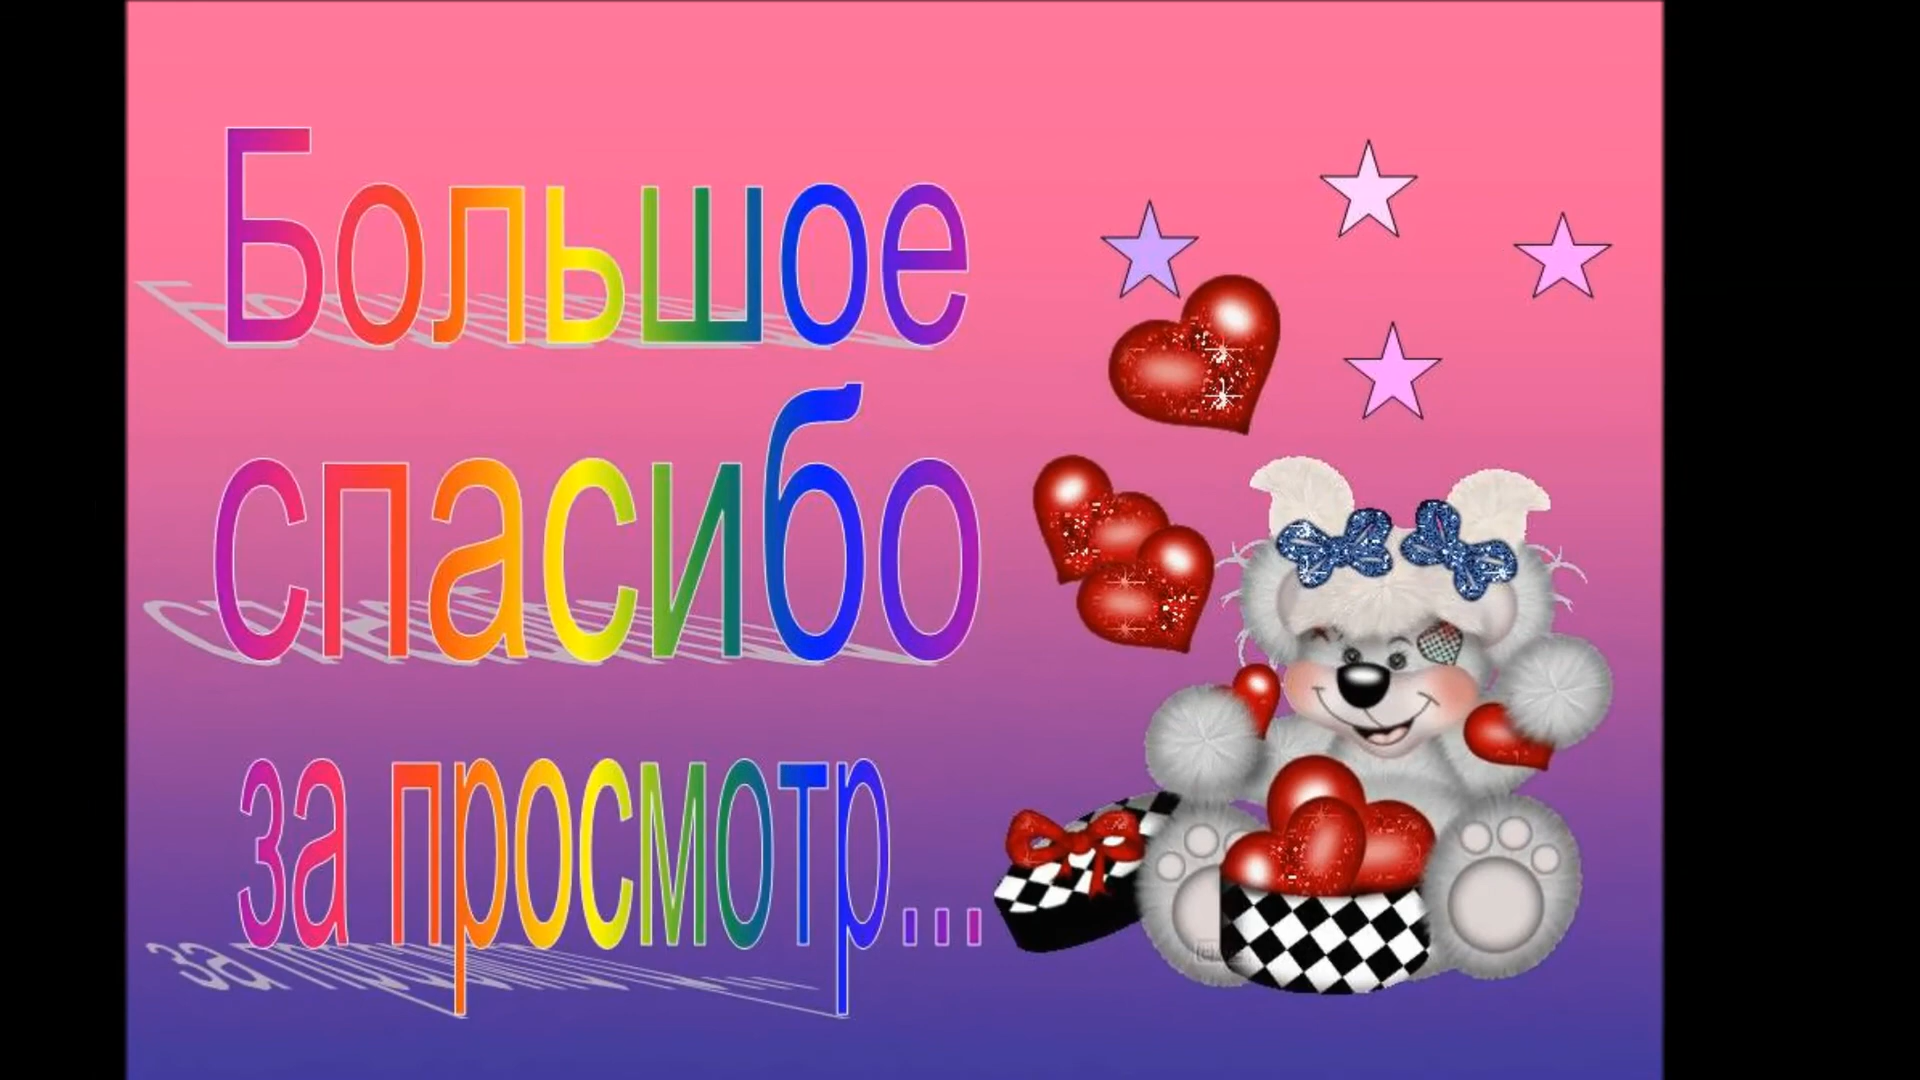 Большое
спасибо
за просмотр...